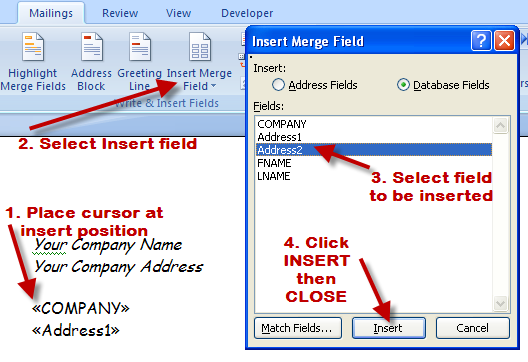 Mailings Review View Developer
Highlight Merge Fields
Address Block
Greeting Line
Insert Merge Field
Write & Insert Fields
2. Select Insert field
1. Place cursor at
insert position
Your Company Name
Your Company Address
«COMPANY»
«Address1»
Insert Merge Field
Insert:
Address Fields Database Fields
Fields:
COMPANY
Address1
Address2
FNAME
LNAME
3. Select field
to be inserted
4. Click
INSERT
then
CLOSE
Match Fields... Insert Cancel